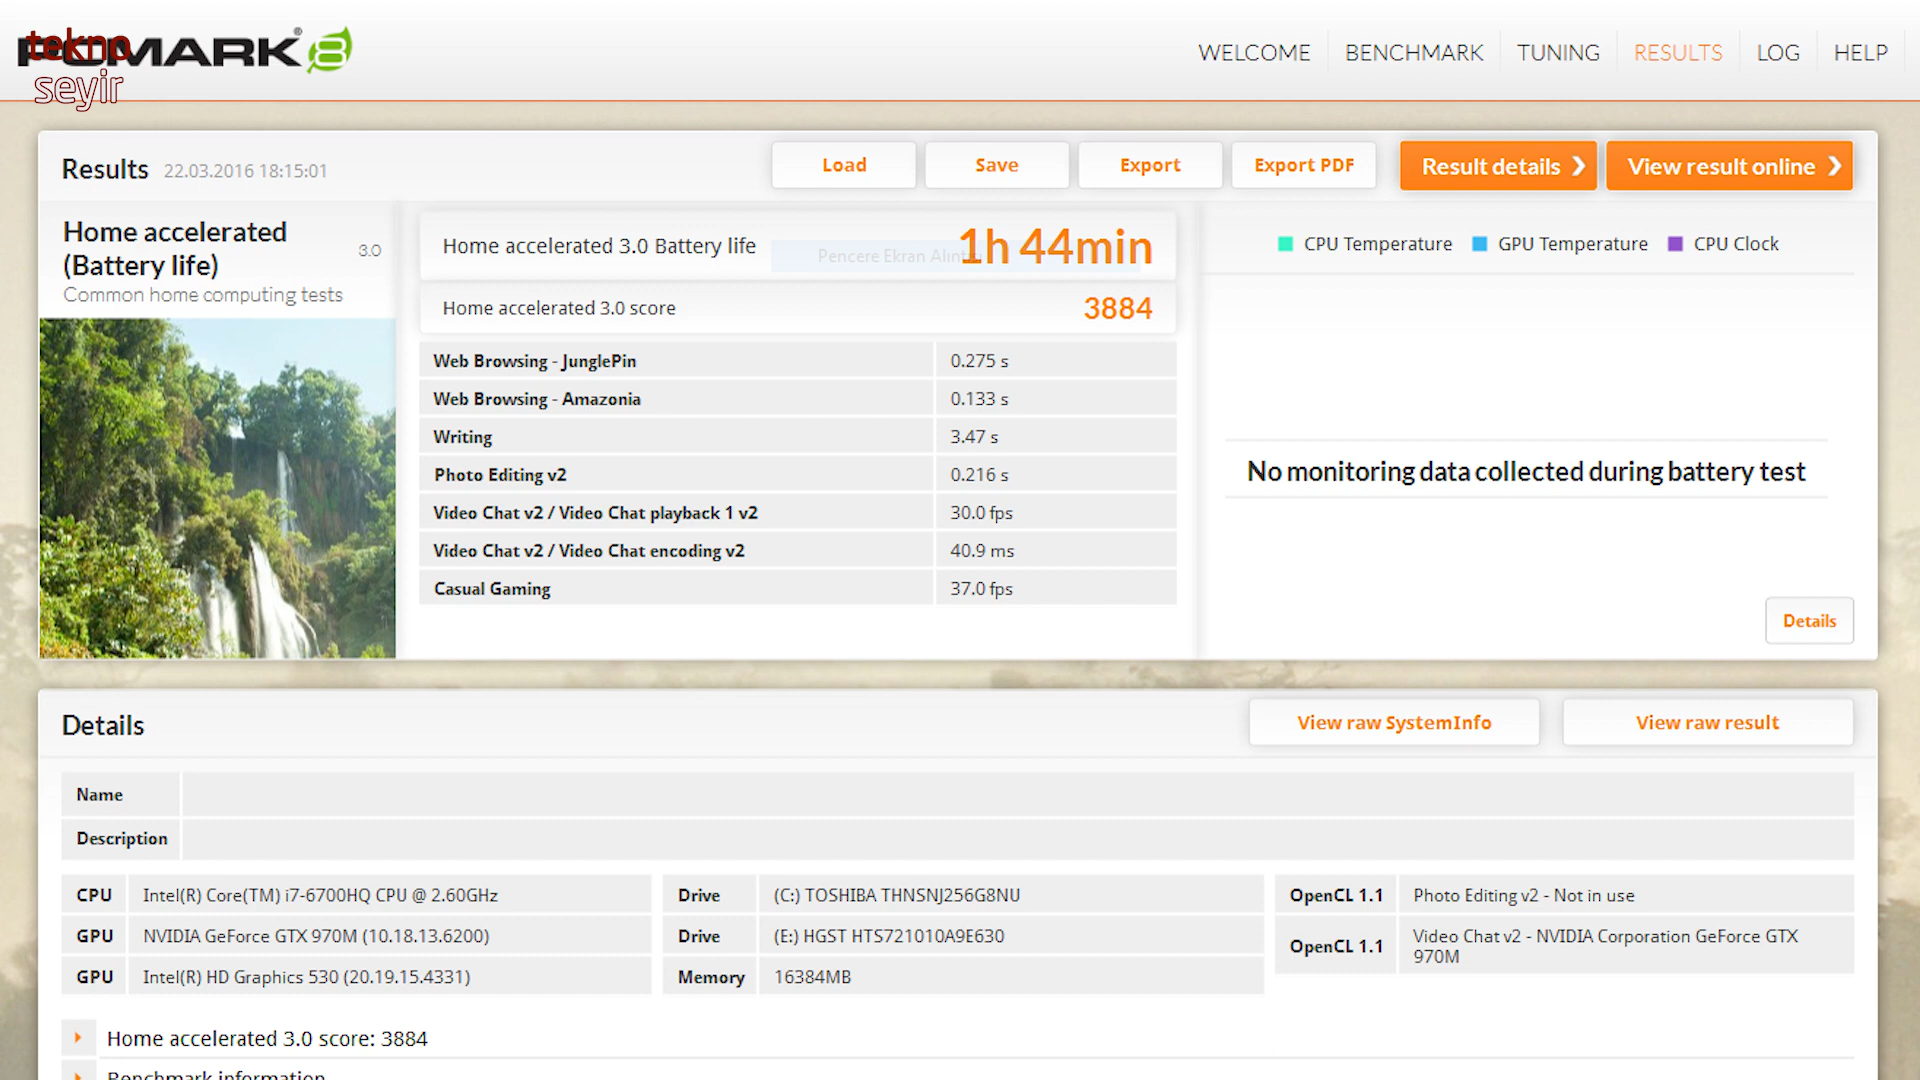 PCMARK® 8
tekno
seyir
WELCOME
BENCHMARK
TUNING
RESULTS
LOG
HELP
Results 22.03.2016 18:15:01
Load
Save
Export
Export PDF
Result details
View result online
Home accelerated
(Battery life)
3.0
Common home computing tests
Home accelerated 3.0 Battery life
Pencere Ekran Alıntısı
1h 44min
Home accelerated 3.0 score
3884
Web Browsing - JunglePin 0.275 s
Web Browsing - Amazonia 0.133 s
Writing 3.47 s
Photo Editing v2 0.216 s
Video Chat v2 / Video Chat playback 1 v2 30.0 fps
Video Chat v2 / Video Chat encoding v2 40.9 ms
Casual Gaming 37.0 fps
CPU Temperature
GPU Temperature
CPU Clock
No monitoring data collected during battery test
Details
Details
View raw SystemInfo
View raw result
Name
Description
CPU Intel(R) Core(TM) i7-6700HQ CPU @ 2.60GHz
GPU NVIDIA GeForce GTX 970M (10.18.13.6200)
GPU Intel(R) HD Graphics 530 (20.19.15.4331)
Drive (C:) TOSHIBA THNSNJ256G8NU
Drive (E:) HGST HTS721010A9E630
Memory 16384MB
OpenCL 1.1 Photo Editing v2 - Not in use
OpenCL 1.1 Video Chat v2 - NVIDIA Corporation GeForce GTX
970M
Home accelerated 3.0 score: 3884
Benchmark information